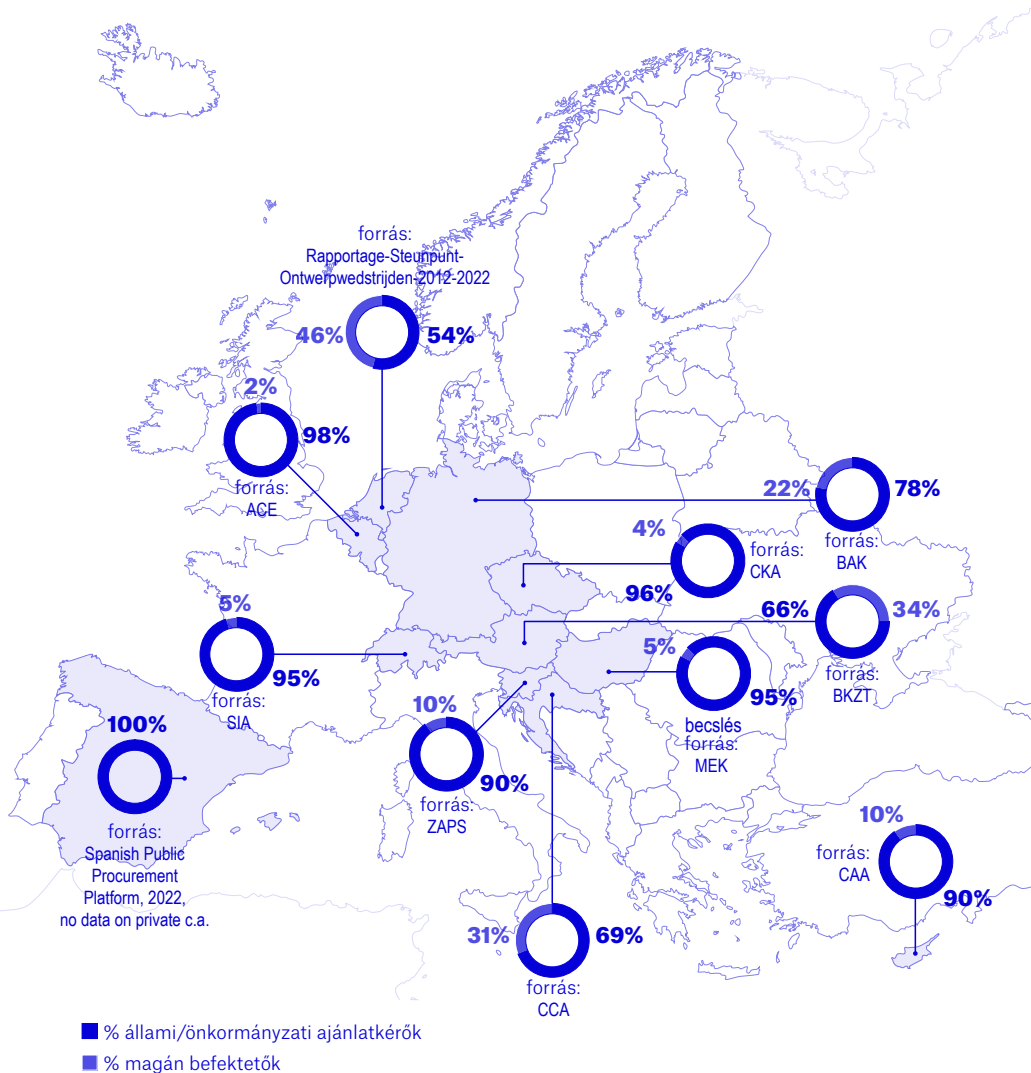 forrás:
Rapportage-Steunpunt-
Ontwerpwedstrijden-2012-2022
46%
54%
2%
98%
forrás:
ACE
22%
78%
forrás:
BAK
4%
forrás:
CKA
96%
66%
34%
forrás:
BKZT
5%
95%
forrás:
SIA
5%
95%
becslés
forrás:
MEK
10%
90%
forrás:
ZAPS
100%
forrás:
Spanish Public
Procurement
Platform, 2022,
no data on private c.a.
10%
forrás:
CAA
90%
31%
69%
forrás:
CCA
% állami/önkormányzati ajánlatkérők
% magán befektetők